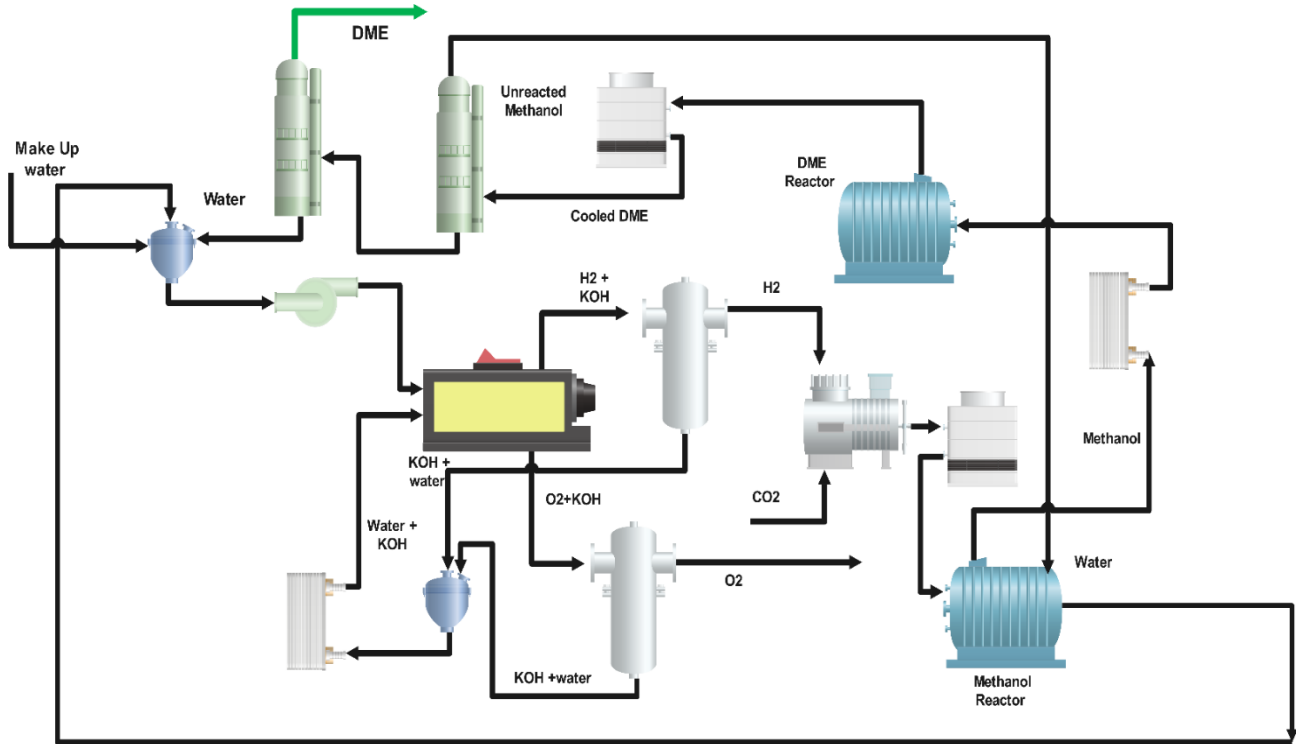 DME
Unreacted
Methanol
Make Up
water
DME
Reactor
Water
Cooled DME
H2 +
KOH
H2
Methanol
KOH +
water
O2+KOH
CO2
Water +
KOH
O2
Water
KOH +water
Methanol
Reactor